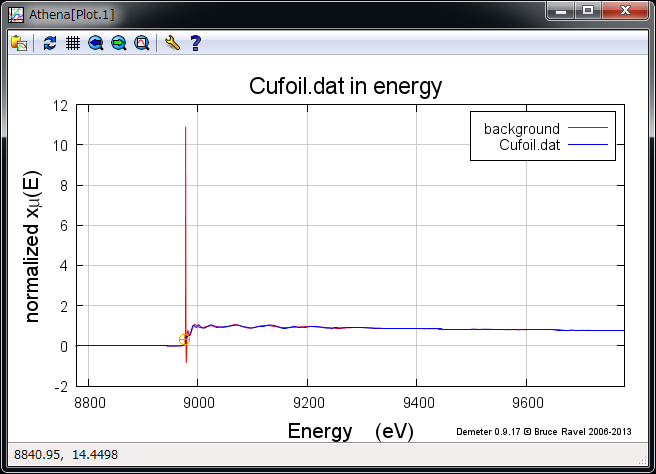 Athena[Plot.1]
Cufoil.dat in energy
background
Cufoil.dat
normalized xμ(E)
12
10
8
6
4
2
0
-2
8800
9000
9200
9400
9600
Energy (eV)
Demeter 0.9.17 © Bruce Ravel 2006-2013
8840.95, 14.4498